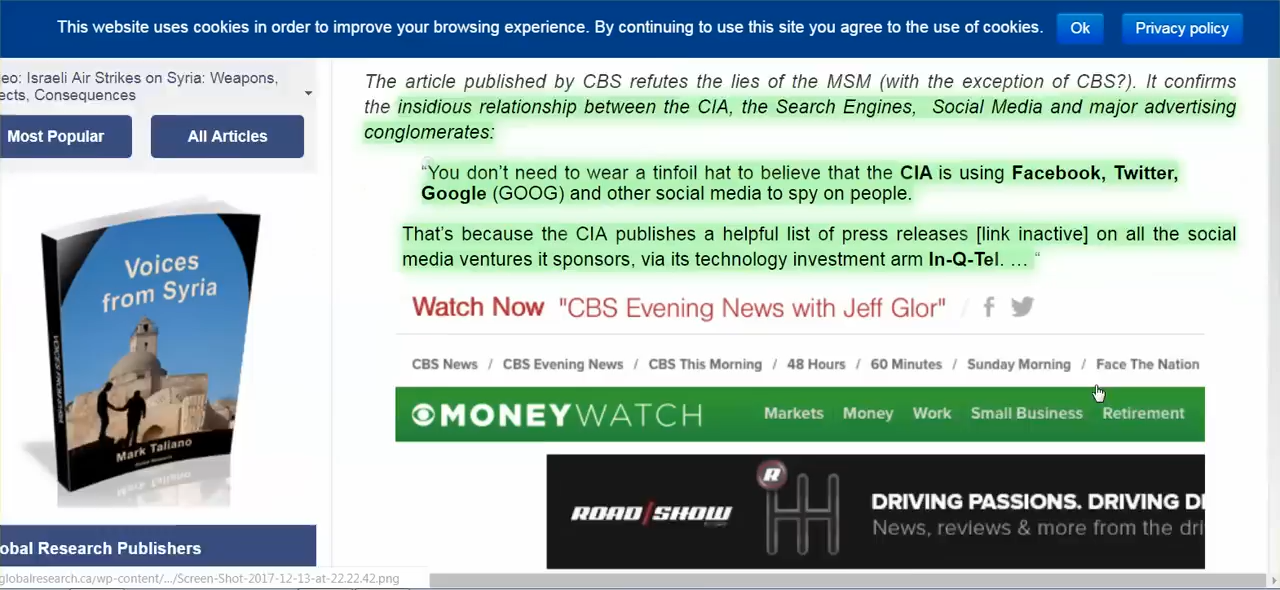 This website uses cookies in order to improve your browsing experience. By continuing to use this site you agree to the use of cookies.
Ok
Privacy policy
eo: Israeli Air Strikes on Syria: Weapons,
ects, Consequences
Most Popular
All Articles
Voices
from Syria
Mark Taliano
obal Research Publishers
The article published by CBS refutes the lies of the MSM (with the exception of CBS?). It confirms
the insidious relationship between the CIA, the Search Engines, Social Media and major advertising
conglomerates:
“You don’t need to wear a tinfoil hat to believe that the CIA is using Facebook, Twitter,
Google (GOOG) and other social media to spy on people.
That’s because the CIA publishes a helpful list of press releases [link inactive] on all the social
media ventures it sponsors, via its technology investment arm In-Q-Tel. … “
Watch Now "CBS Evening News with Jeff Glor" /
CBS News / CBS Evening News / CBS This Morning / 48 Hours / 60 Minutes / Sunday Morning / Face The Nation
MONEYWATCH
Markets Money Work Small Business Retirement
ROAD/SHOW
R
DRIVING PASSIONS. DRIVING D
News, reviews & more from the dri
globalresearch.ca/wp-content/.../Screen-Shot-2017-12-13-at-22.22.42.png